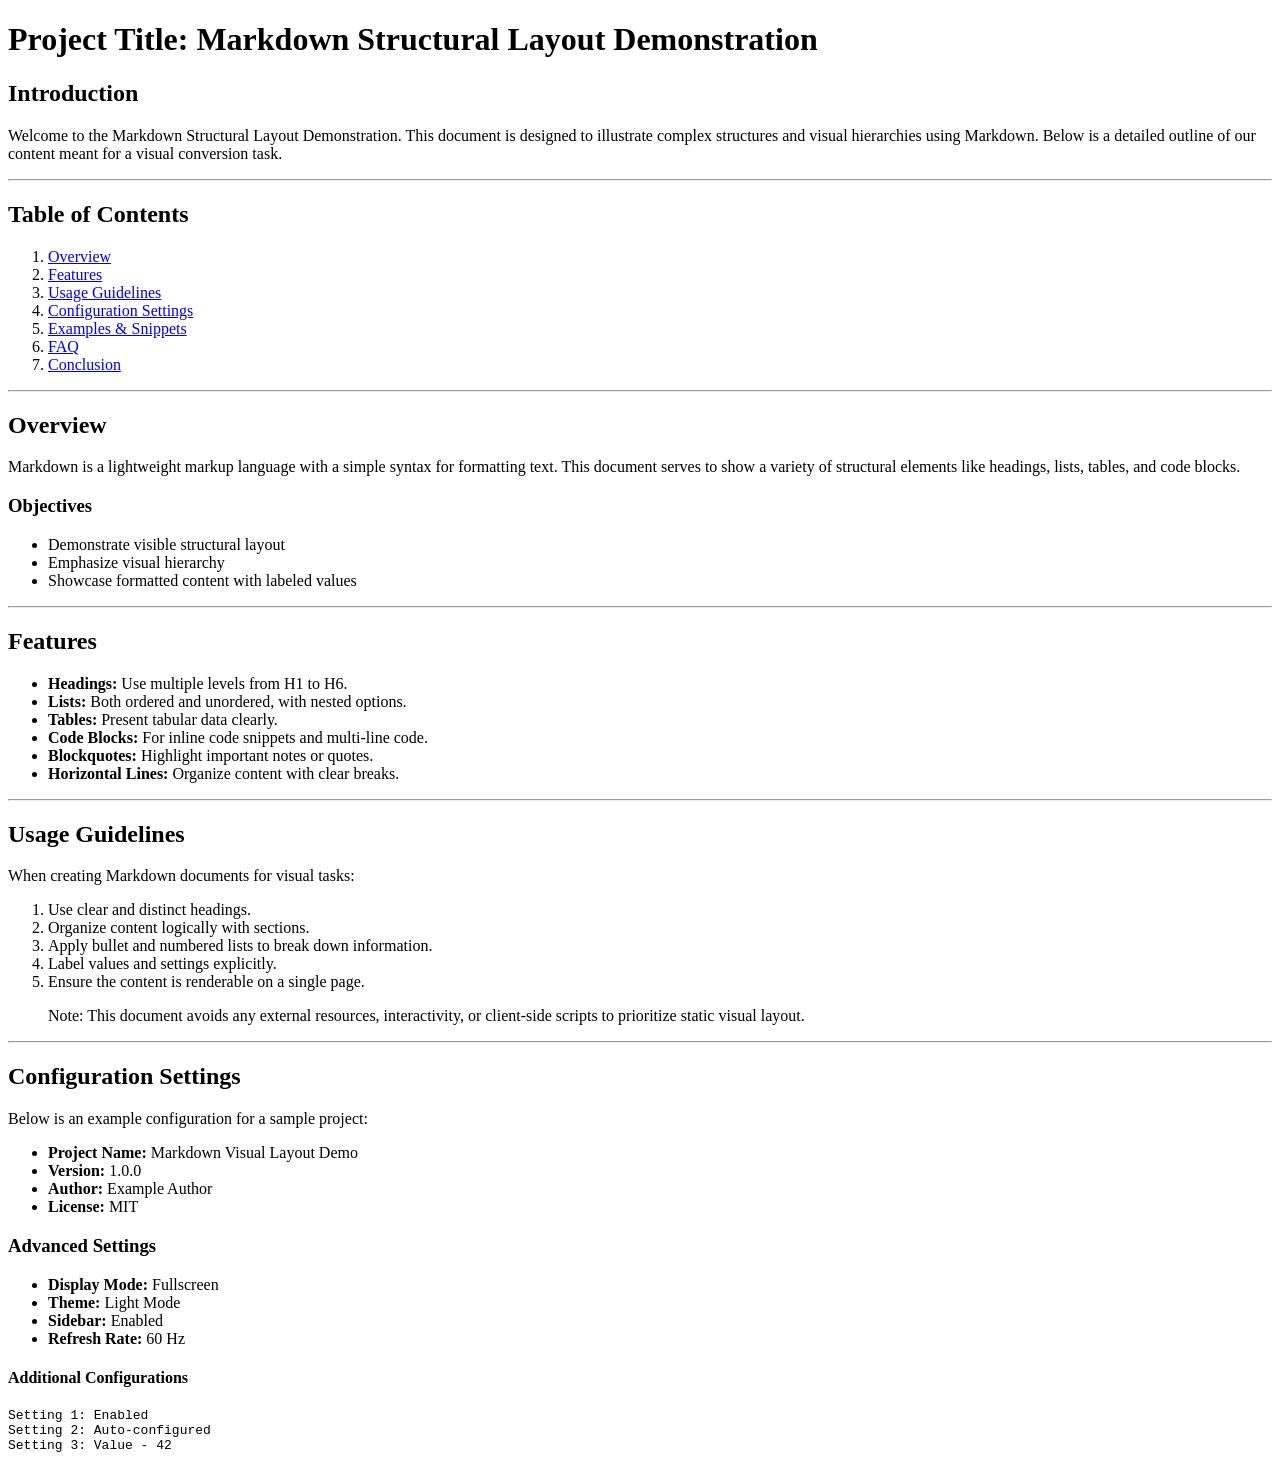 Project Title: Markdown Structural Layout Demonstration
Introduction
Welcome to the Markdown Structural Layout Demonstration. This document is designed to illustrate complex structures and visual hierarchies using Markdown. Below is a detailed outline of our
content meant for a visual conversion task.
Table of Contents
1. Overview
2. Features
3. Usage Guidelines
4. Configuration Settings
5. Examples & Snippets
6. FAQ
7. Conclusion
Overview
Markdown is a lightweight markup language with a simple syntax for formatting text. This document serves to show a variety of structural elements like headings, lists, tables, and code blocks.
Objectives
• Demonstrate visible structural layout
• Emphasize visual hierarchy
• Showcase formatted content with labeled values
Features
• Headings: Use multiple levels from H1 to H6.
• Lists: Both ordered and unordered, with nested options.
• Tables: Present tabular data clearly.
• Code Blocks: For inline code snippets and multi-line code.
• Blockquotes: Highlight important notes or quotes.
• Horizontal Lines: Organize content with clear breaks.
Usage Guidelines
When creating Markdown documents for visual tasks:
1. Use clear and distinct headings.
2. Organize content logically with sections.
3. Apply bullet and numbered lists to break down information.
4. Label values and settings explicitly.
5. Ensure the content is renderable on a single page.
Note: This document avoids any external resources, interactivity, or client-side scripts to prioritize static visual layout.
Configuration Settings
Below is an example configuration for a sample project:
• Project Name: Markdown Visual Layout Demo
• Version: 1.0.0
• Author: Example Author
• License: MIT
Advanced Settings
• Display Mode: Fullscreen
• Theme: Light Mode
• Sidebar: Enabled
• Refresh Rate: 60 Hz
Additional Configurations
Setting 1: Enabled
Setting 2: Auto-configured
Setting 3: Value - 42